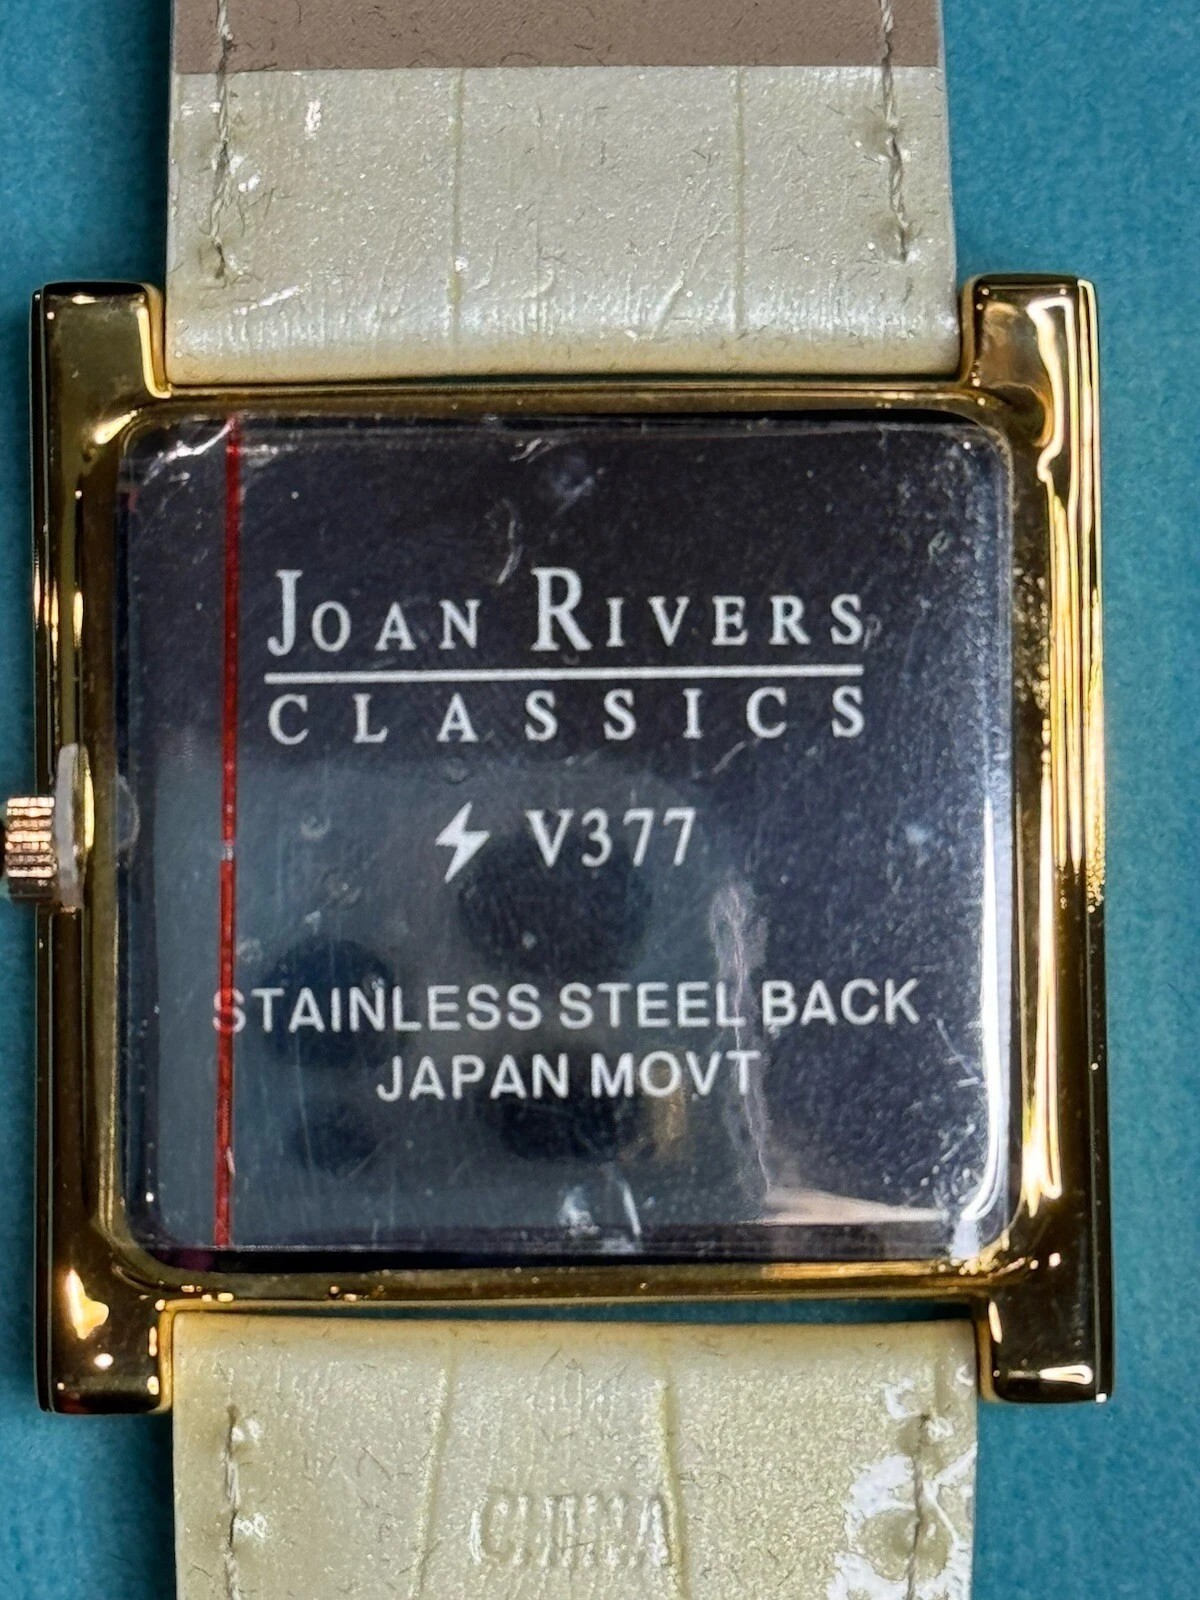 JOAN RIVERS
CLASSICS
V377
STAINLESS STEEL BACK
JAPAN MOVT
CHINA